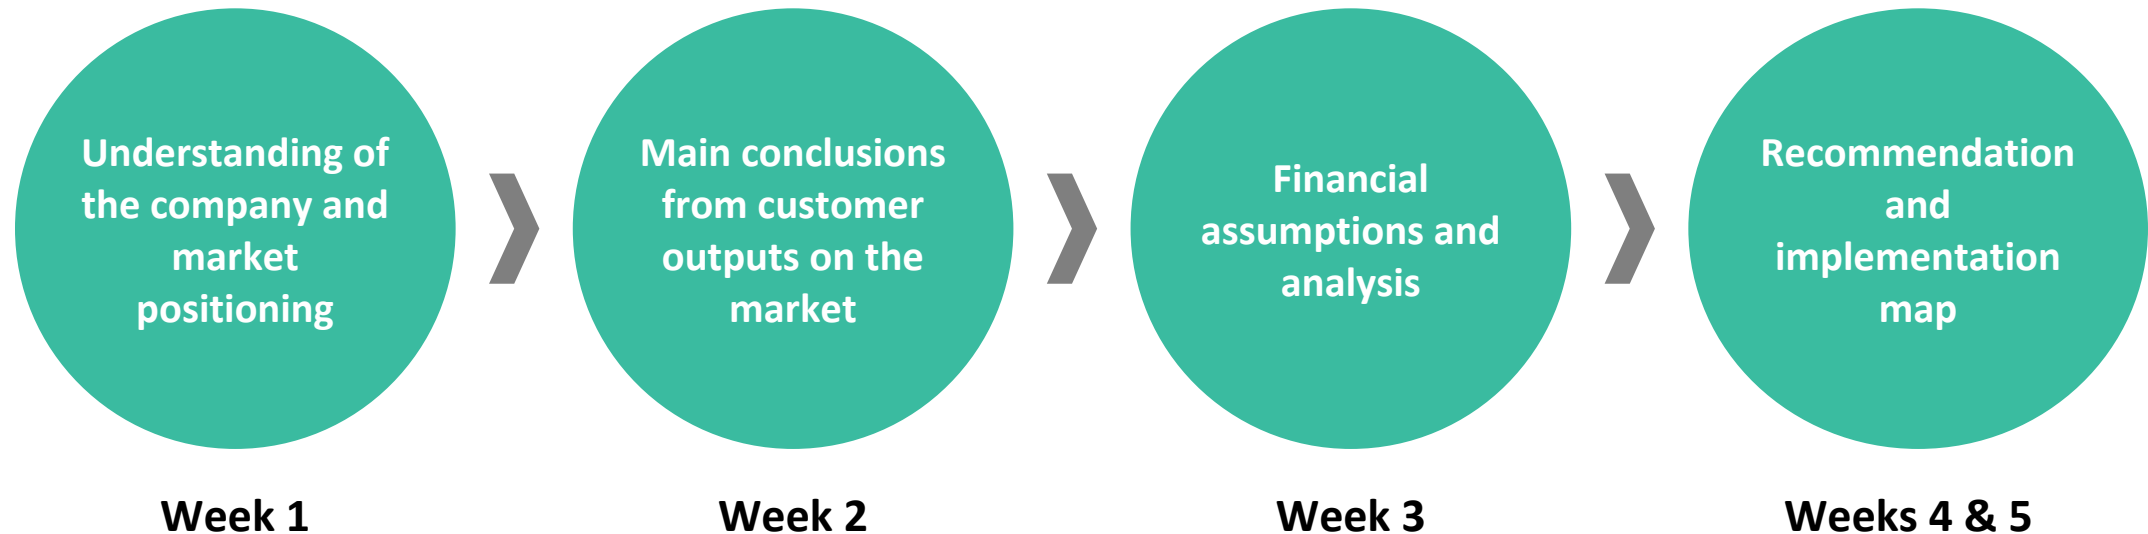 Understanding of
the company and
market
positioning
Main conclusions
from customer
outputs on the
market
Financial
assumptions and
analysis
Recommendation
and
implementation
map
Week 1
Week 2
Week 3
Weeks 4 & 5